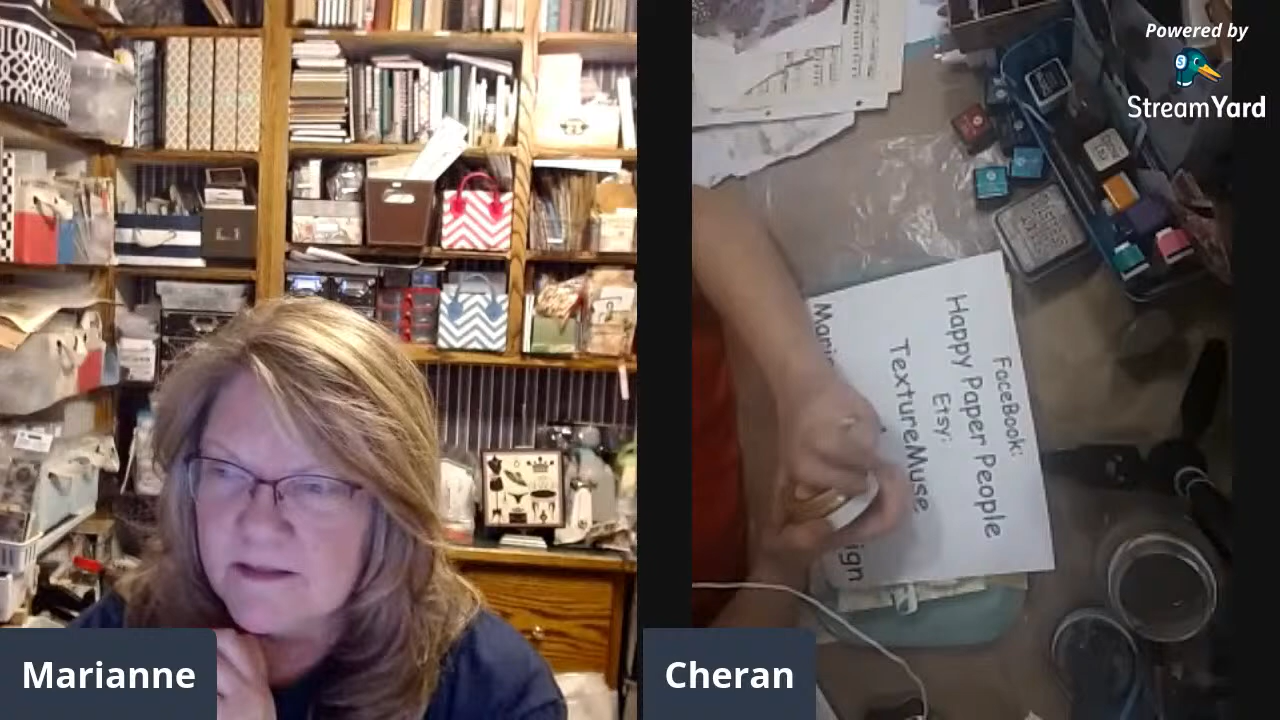 Powered by
StreamYard
FaceBook:
Happy Paper People
Etsy:
TextureMuse
Marianne
Cheran